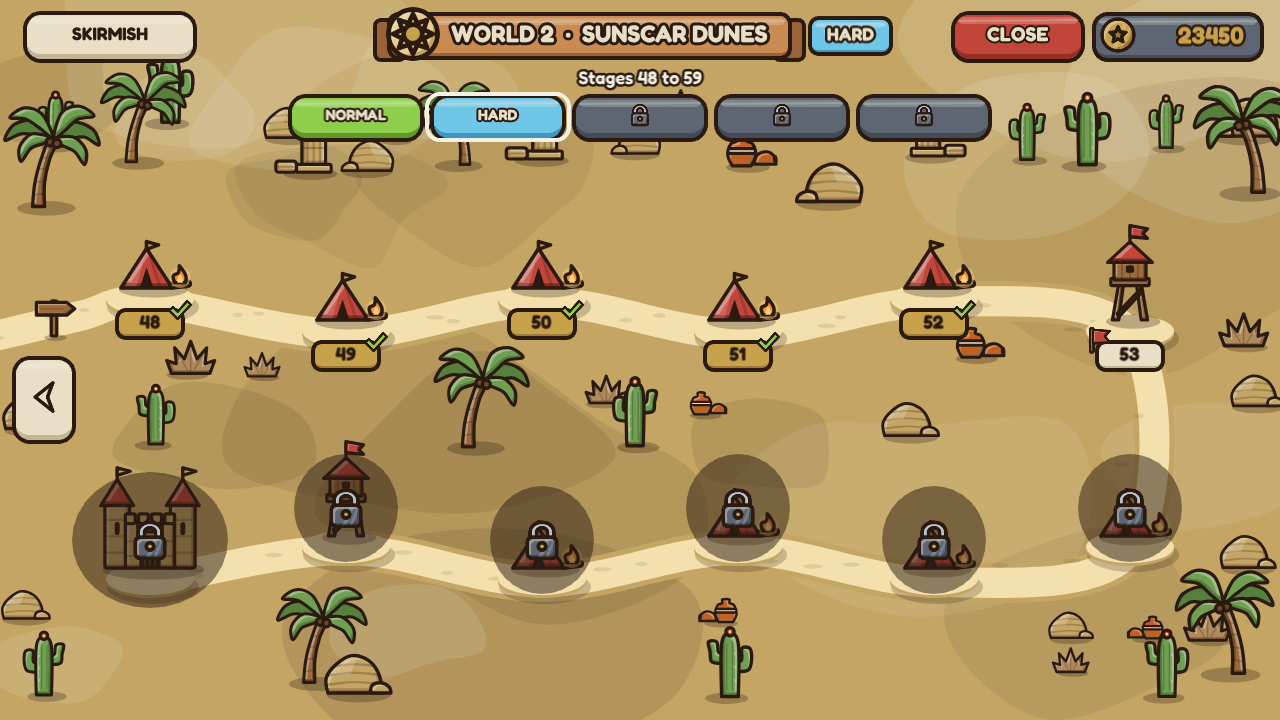 SKIRMISH
WORLD 2 • SUNSCAR DUNES
HARD
CLOSE
23450
Stages 48 to 59
NORMAL
HARD
48
49
50
51
52
53